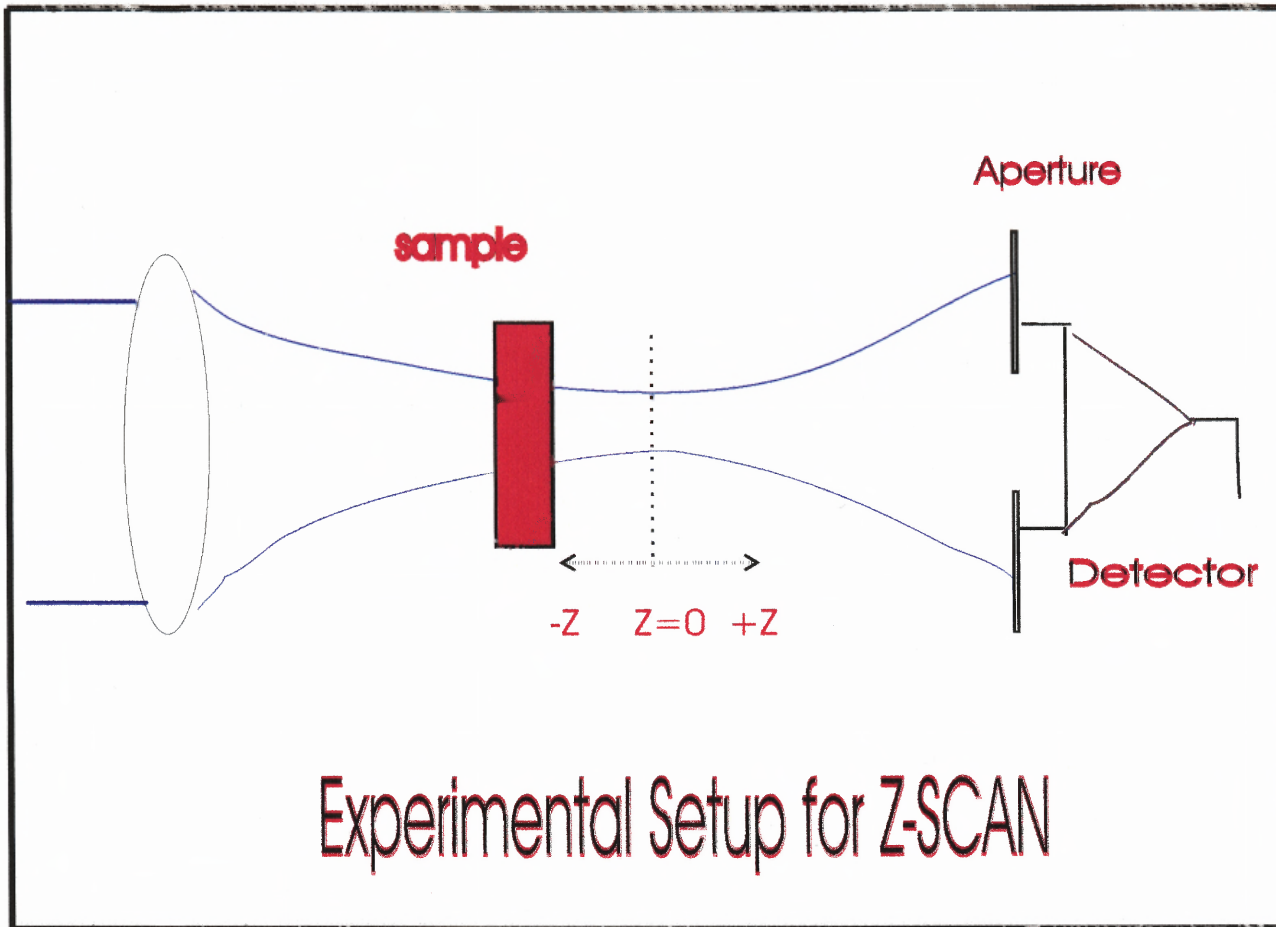 Aperture
sample
Detector
-Z Z=0 +Z
Experimental Setup for Z-SCAN